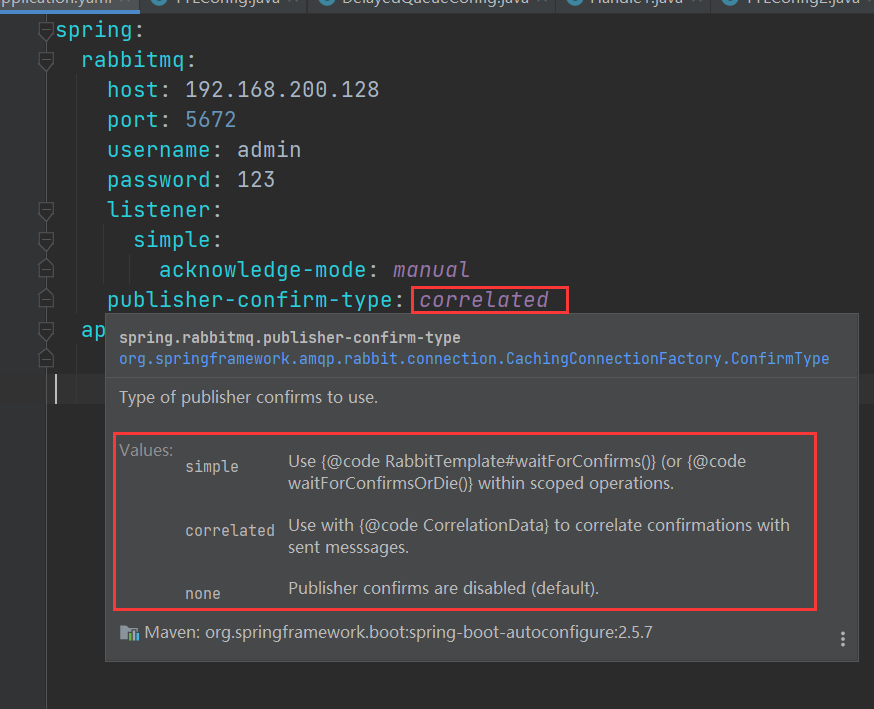 application.yaml TTLConfig.java DelayedQueueConfig.java Handle1.java TTLConfig2.java
spring:
rabbitmq:
host: 192.168.200.128
port: 5672
username: admin
password: 123
listener:
simple:
acknowledge-mode: manual
publisher-confirm-type: correlated
ap
spring.rabbitmq.publisher-confirm-type
org.springframework.amqp.rabbit.connection.CachingConnectionFactory.ConfirmType
Type of publisher confirms to use.
Values:
simple Use {@code RabbitTemplate#waitForConfirms()} (or {@code
waitForConfirmsOrDie()} within scoped operations.
correlated Use with {@code CorrelationData} to correlate confirmations with
sent messsages.
none Publisher confirms are disabled (default).
Maven: org.springframework.boot:spring-boot-autoconfigure:2.5.7